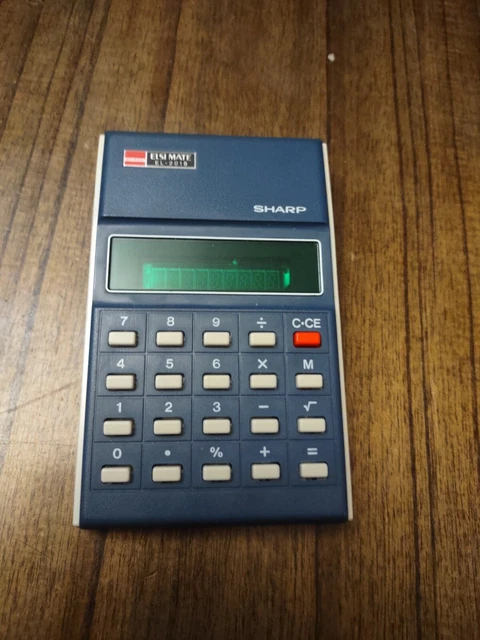 ELSI MATE
EL-201S
SHARP
7 8 9 ÷ C·CE
4 5 6 × M
1 2 3 − √
0 • % + =